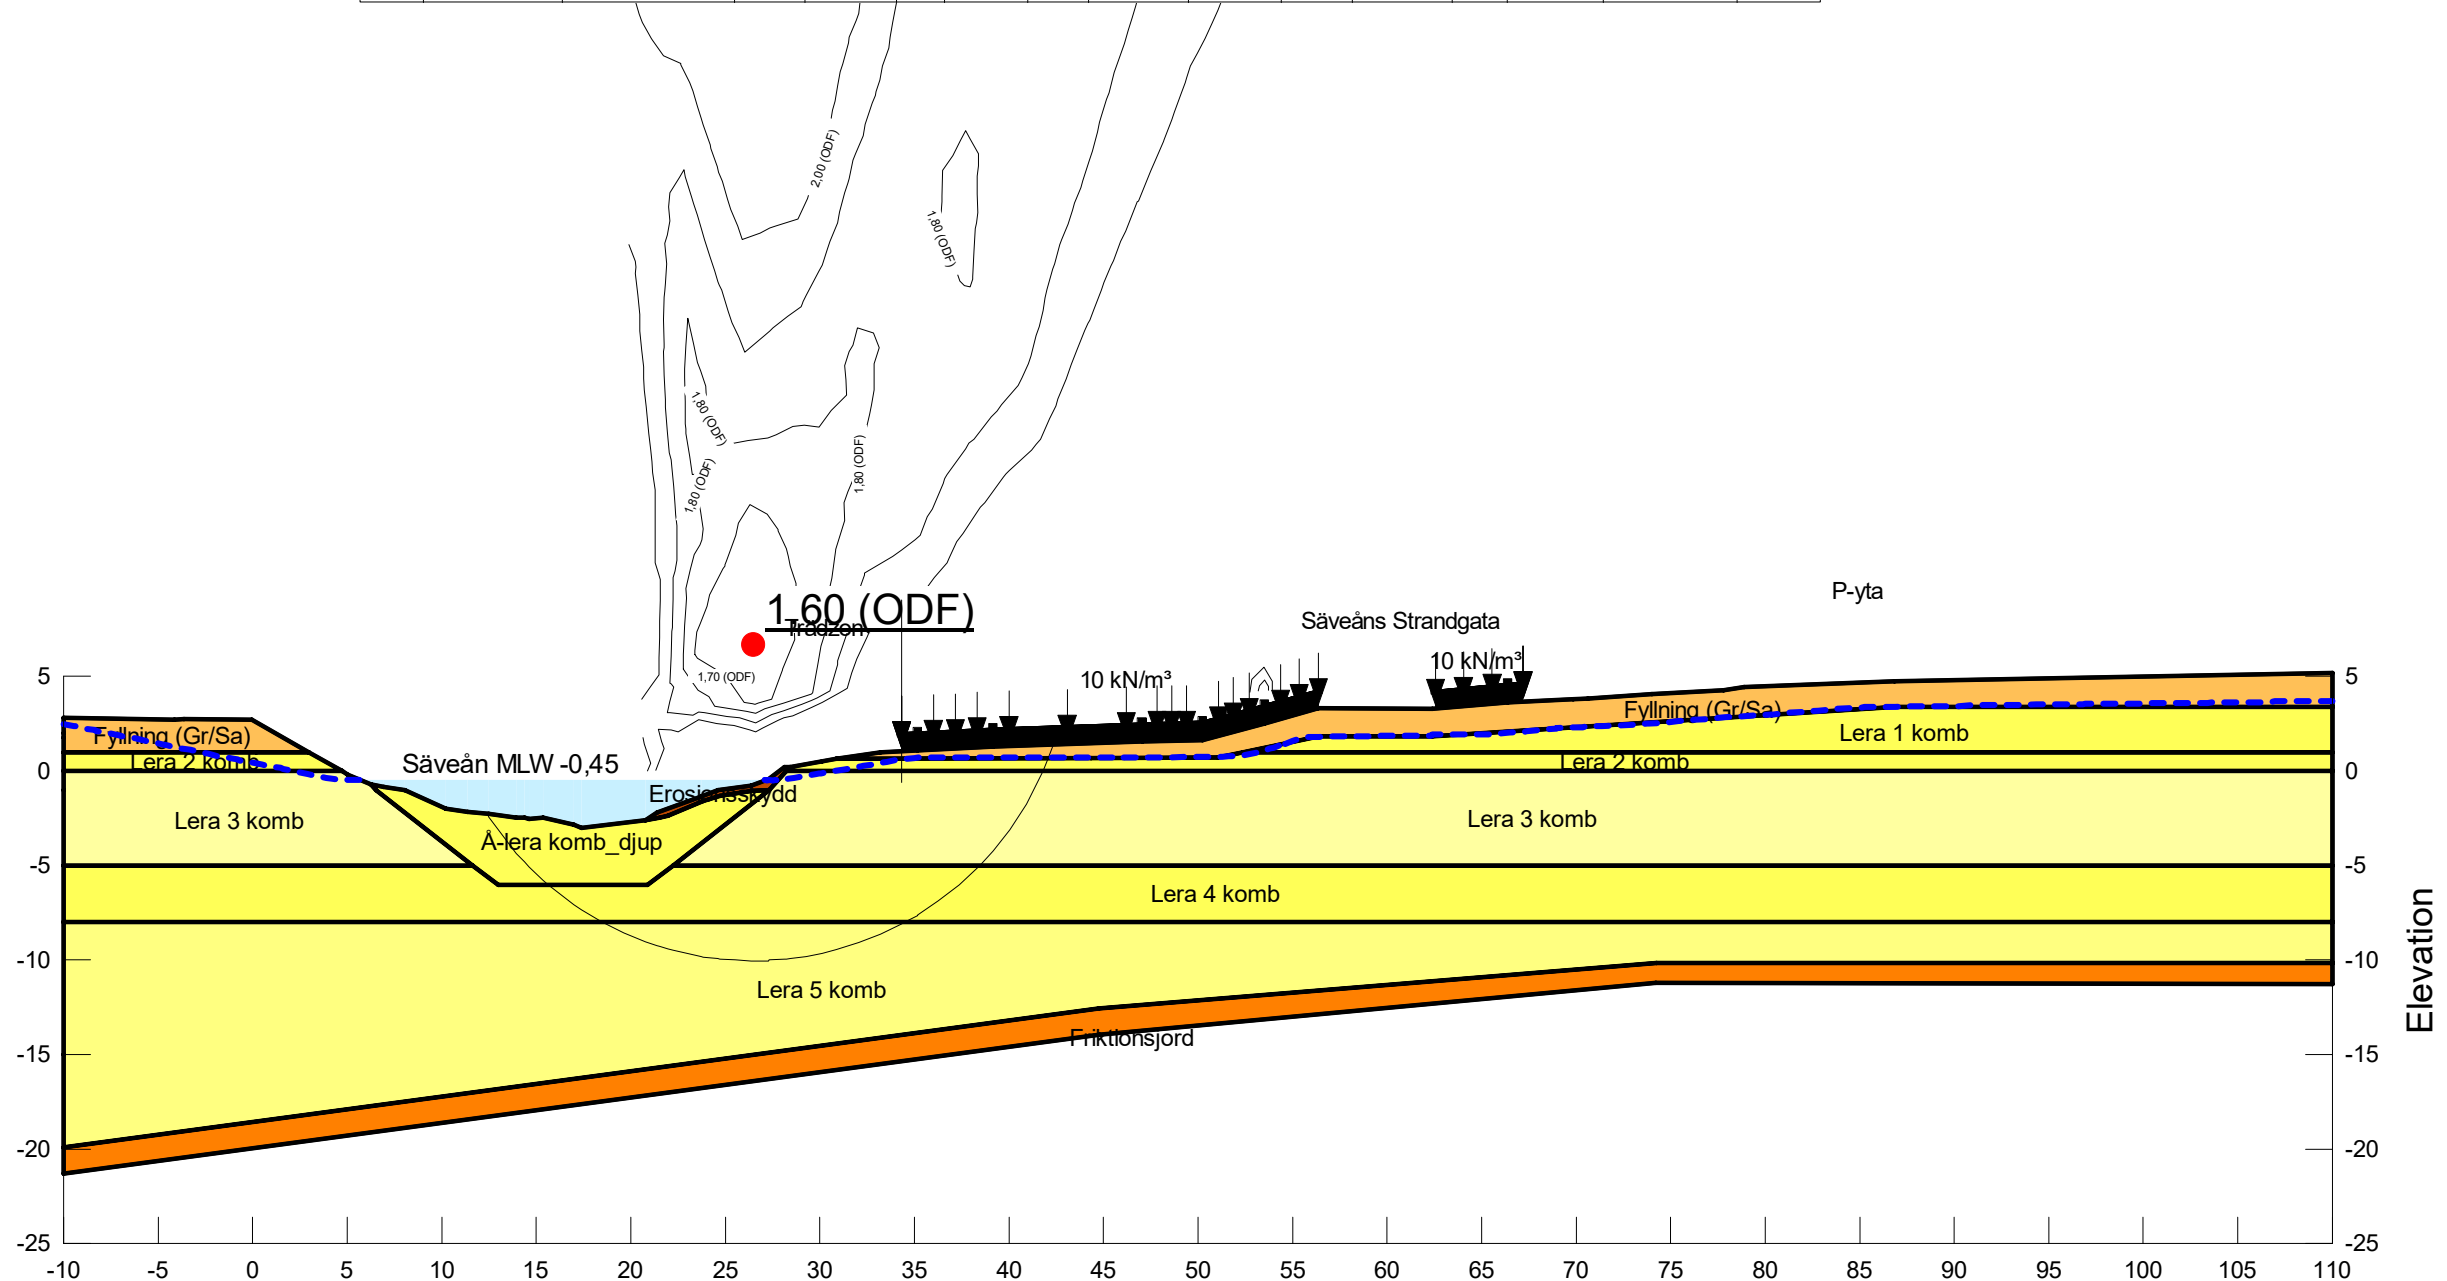 2,00 (ODF)
1,80 (ODF)
1,80 (ODF)
1,80 (ODF)
1,80 (ODF)
1,60 (ODF)
Trädzon
1,70 (ODF)
P-yta
Säveåns Strandgata
10 kN/m³
10 kN/m³
Fyllning (Gr/Sa)
Fyllning (Gr/Sa)
Lera 1 komb
Lera 2 komb
Säveån MLW -0,45
Lera 2 komb
Erosionsskydd
Lera 3 komb
Lera 3 komb
Å-lera komb_djup
Lera 4 komb
Lera 5 komb
Friktionsjord
5
0
-5
-10
-15
-20
-25
5
0
-5
-10
-15
-20
-25
Elevation
-10 -5 0 5 10 15 20 25 30 35 40 45 50 55 60 65 70 75 80 85 90 95 100 105 110